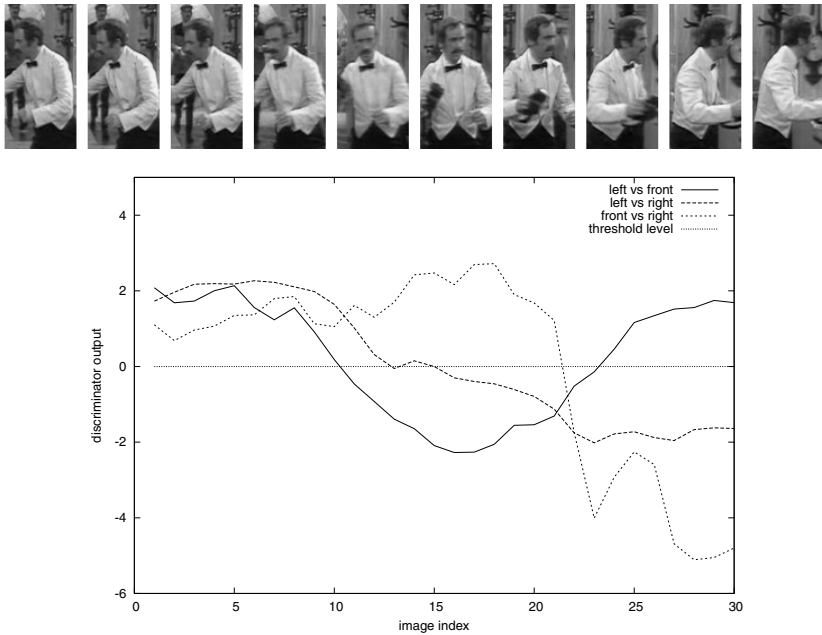 left vs front
left vs right
front vs right
threshold level
4
2
0
-2
-4
-6
discriminator output
0
5
10
15
20
25
30
image index